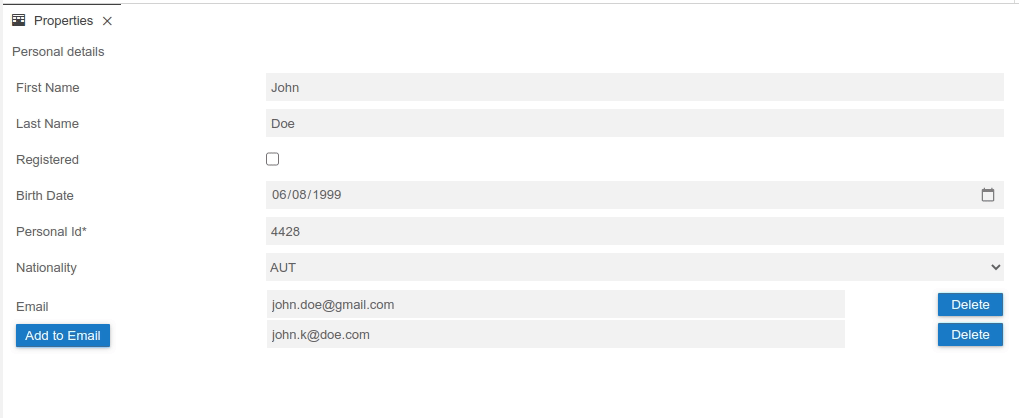 Properties
Personal details
First Name John
Last Name Doe
Registered
Birth Date 06/08/1999
Personal Id* 4428
Nationality AUT
Email john.doe@gmail.com Delete
Add to Email john.k@doe.com Delete